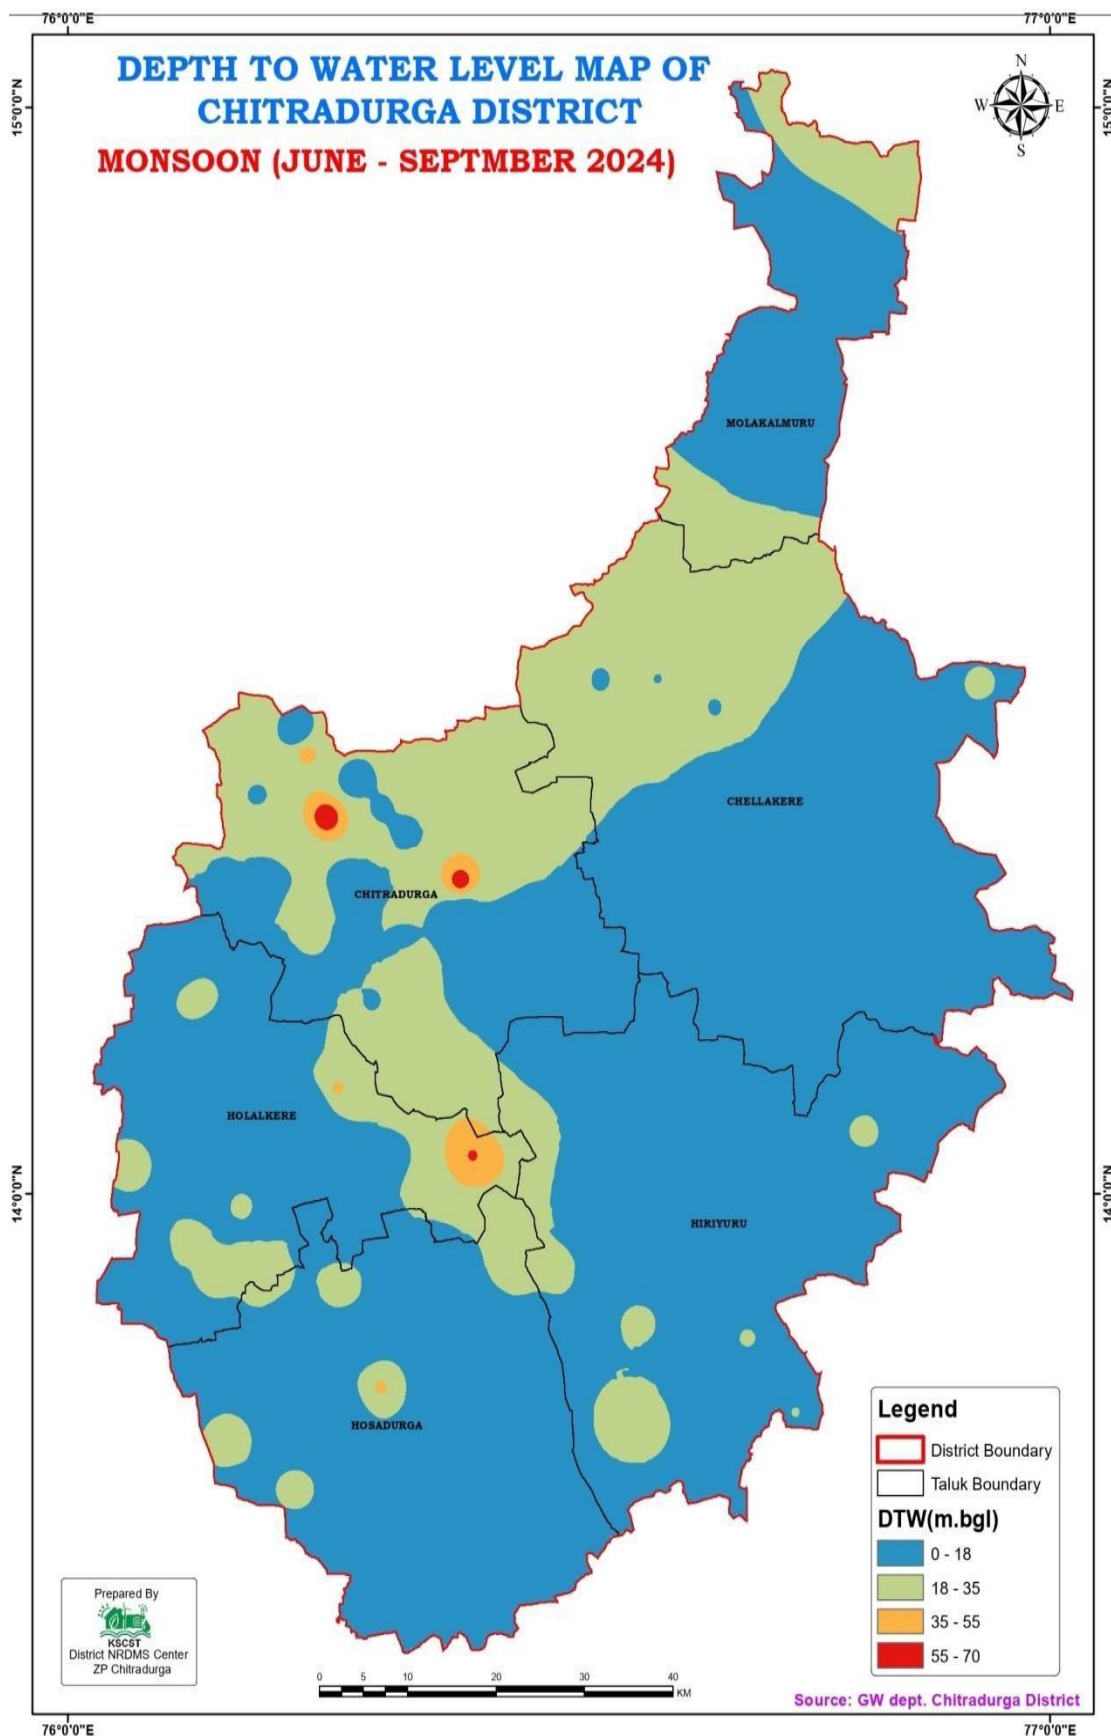 76°0'0"E
77°0'0"E
DEPTH TO WATER LEVEL MAP OF
CHITRADURGA DISTRICT
MONSOON (JUNE - SEPTMBER 2024)
N
W
E
S
15°0'0"N
15°0'0"N
MOLAKALMURU
CHELLAKERE
CHITRADURGA
HOLALKERE
14°0'0"N
14°0'0"N
HIRIYURU
HOSADURGA
Legend
District Boundary
Taluk Boundary
DTW(m.bgl)
0 - 18
18 - 35
35 - 55
55 - 70
Prepared By
KSCST
District NRDMS Center
ZP Chitradurga
0 5 10 20 30 40
KM
Source: GW dept. Chitradurga District
76°0'0"E
77°0'0"E